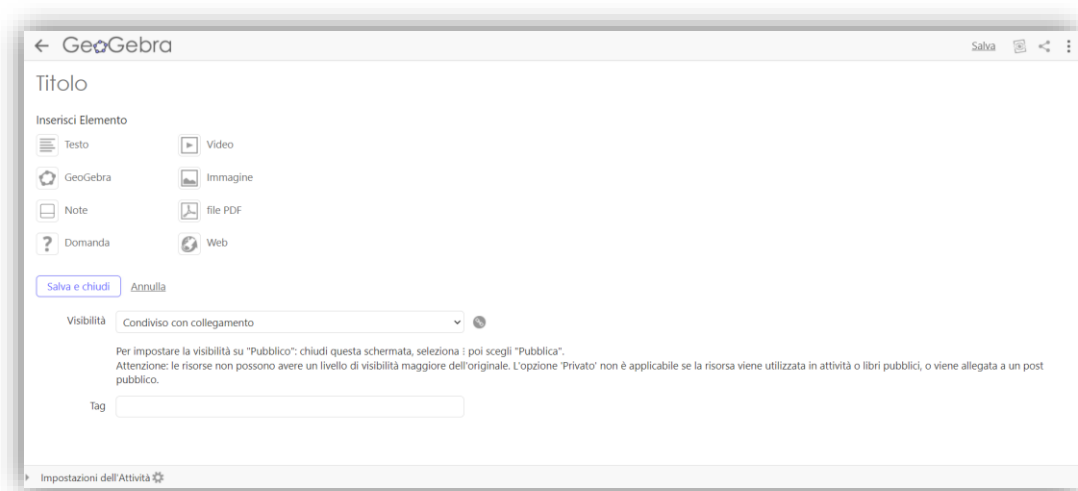 GeoGebra
Salva
Titolo
Inserisci Elemento
Testo
Video
GeoGebra
Immagine
Note
file PDF
Domanda
Web
Salva e chiudi
Annulla
Visibilità
Condiviso con collegamento
Per impostare la visibilità su "Pubblico": chiudi questa schermata, seleziona ⁝ poi scegli "Pubblica".
Attenzione: le risorse non possono avere un livello di visibilità maggiore dell'originale. L'opzione 'Privato' non è applicabile se la risorsa viene utilizzata in attività o libri pubblici, o viene allegata a un post
pubblico.
Tag
Impostazioni dell'Attività